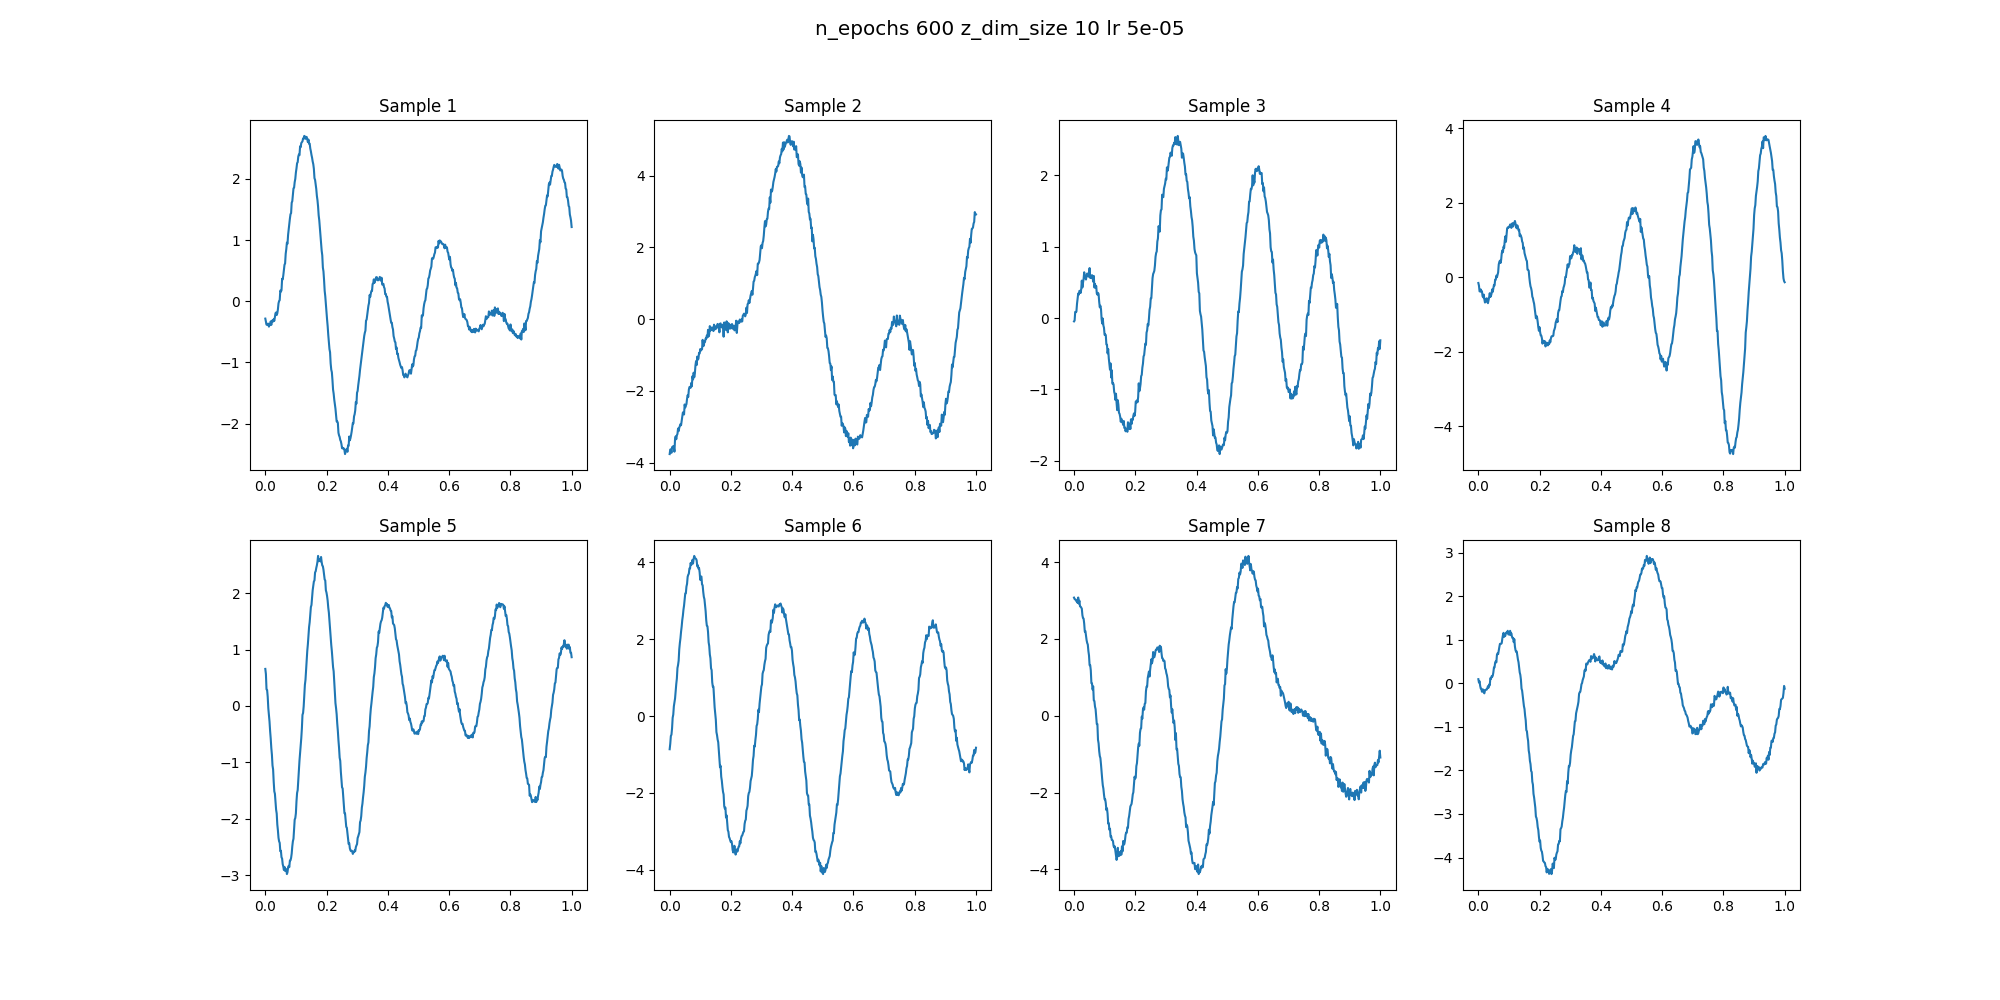 n_epochs 600 z_dim_size 10 lr 5e-05
Sample 1 Sample 2 Sample 3 Sample 4
2 4 2 4
1 2 1 2
0 0 0 0
−1 −2 −1 −2
−2 −4 −2 −4
0.0 0.2 0.4 0.6 0.8 1.0 0.0 0.2 0.4 0.6 0.8 1.0 0.0 0.2 0.4 0.6 0.8 1.0 0.0 0.2 0.4 0.6 0.8 1.0
Sample 5 Sample 6 Sample 7 Sample 8
2 4 4 3
1 2 2 2
0 0 0 1
−1 −2 −2 0
−2 −4 −4 −1
−3 −2
−3
−4
0.0 0.2 0.4 0.6 0.8 1.0 0.0 0.2 0.4 0.6 0.8 1.0 0.0 0.2 0.4 0.6 0.8 1.0 0.0 0.2 0.4 0.6 0.8 1.0